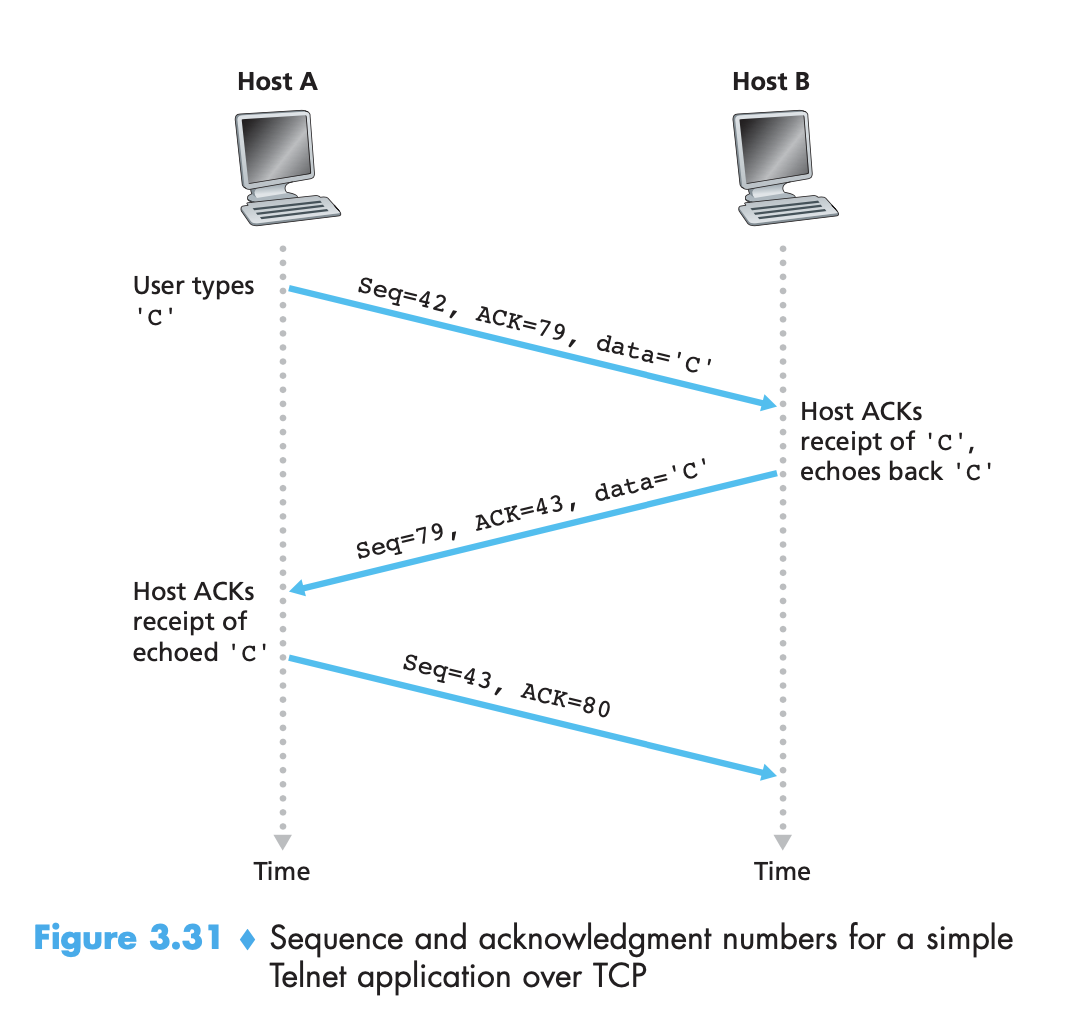 Host A
Host B
User types
'C'
Seq=42, ACK=79, data='C'
Host ACKs
receipt of 'C',
echoes back 'C'
Seq=79, ACK=43, data='C'
Host ACKs
receipt of
echoed 'C'
Seq=43, ACK=80
Time
Time
Figure 3.31 ♦ Sequence and acknowledgment numbers for a simple
Telnet application over TCP